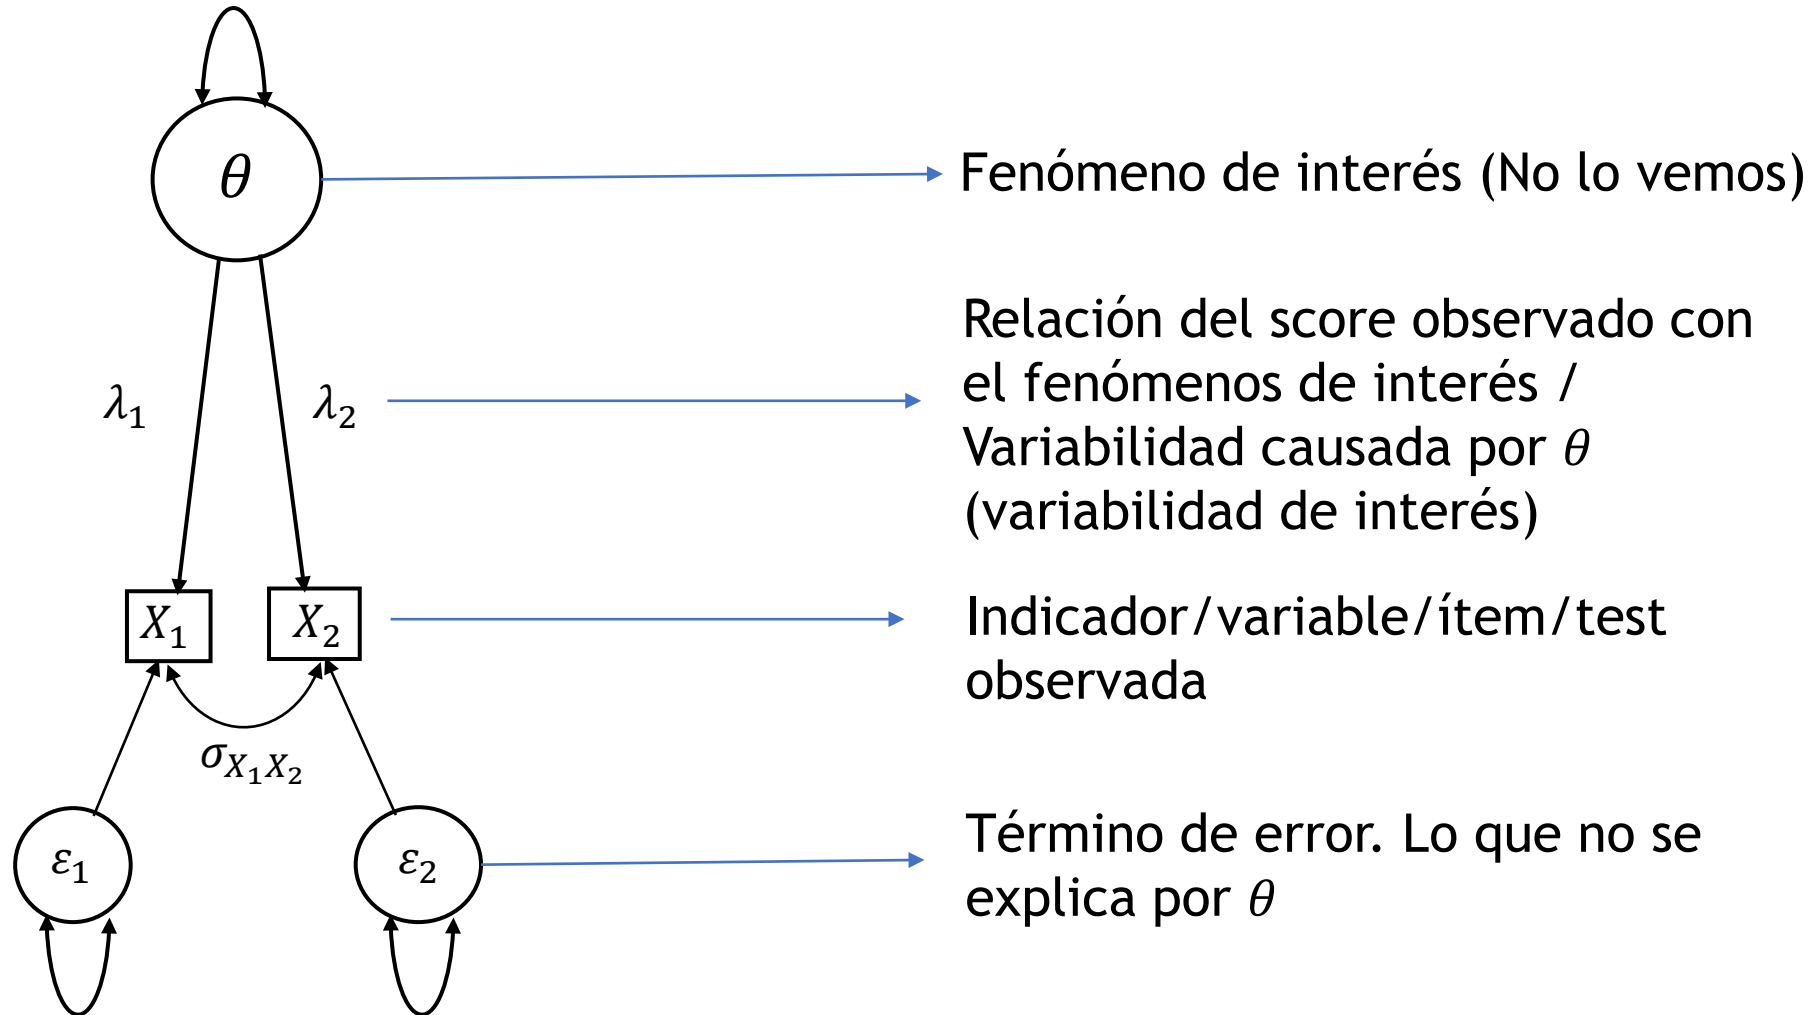 θ
Fenómeno de interés (No lo vemos)
λ₁
λ₂
Relación del score observado con
el fenómenos de interés /
Variabilidad causada por θ
(variabilidad de interés)
X₁
X₂
Indicador/variable/ítem/test
observada
σ_X₁X₂
ε₁
ε₂
Término de error. Lo que no se
explica por θ